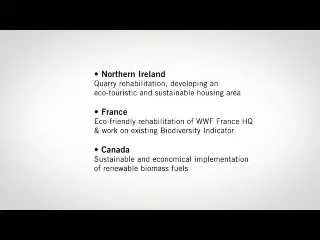 • Northern Ireland
Quarry rehabilitation, developing an
eco-touristic and sustainable housing area
• France
Eco-friendly rehabilitation of WWF France HQ
& work on existing Biodiversity Indicator
• Canada
Sustainable and economical implementation
of renewable biomass fuels